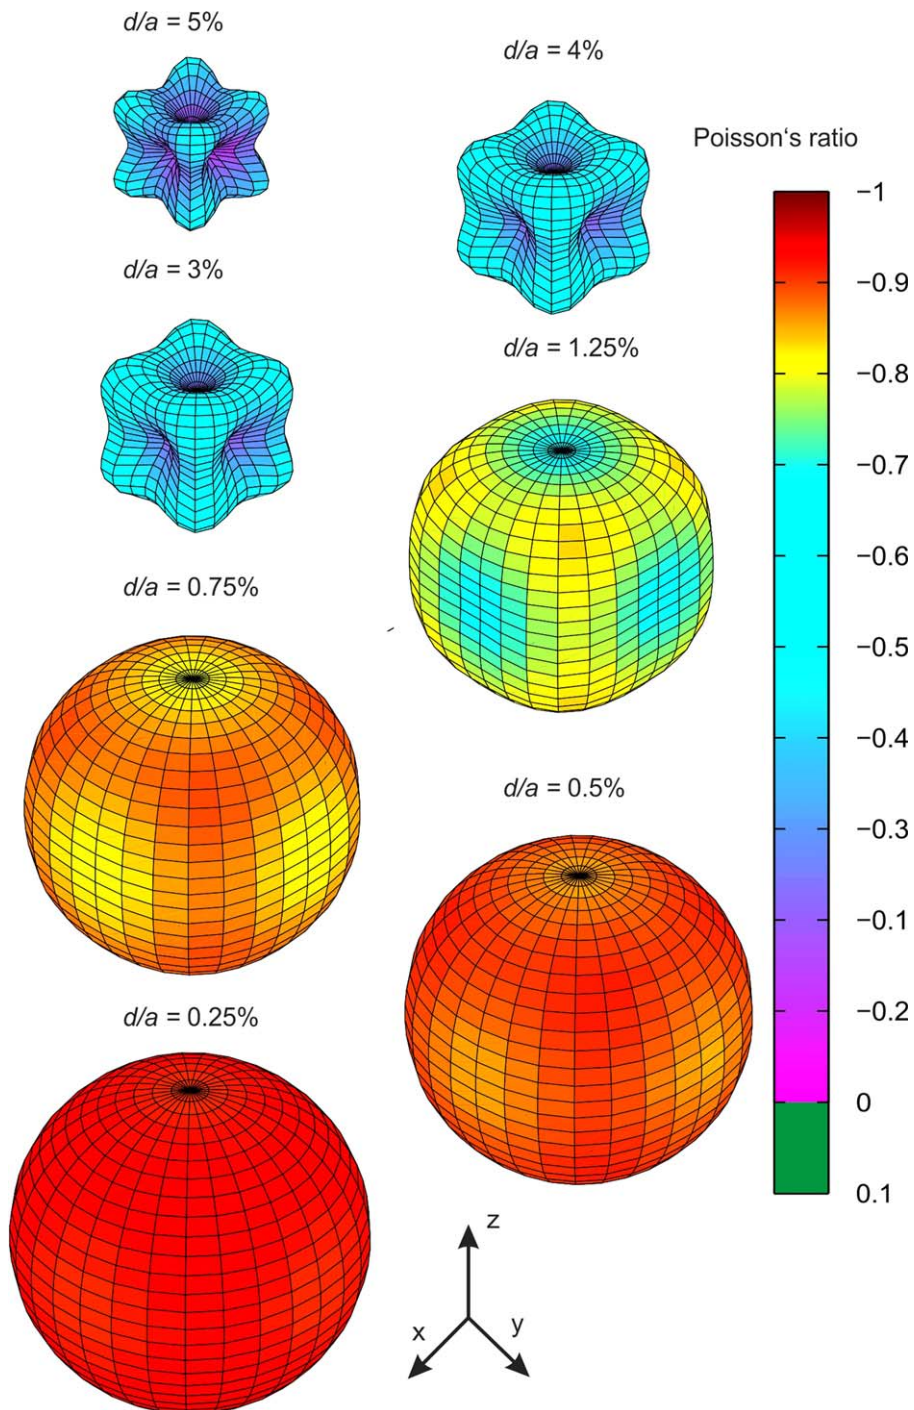 d/a = 5%
d/a = 4%
Poisson‘s ratio
d/a = 3%
d/a = 1.25%
d/a = 0.75%
d/a = 0.5%
d/a = 0.25%
−1
−0.9
−0.8
−0.7
−0.6
−0.5
−0.4
−0.3
−0.1
−0.2
0
0.1
z
x
y